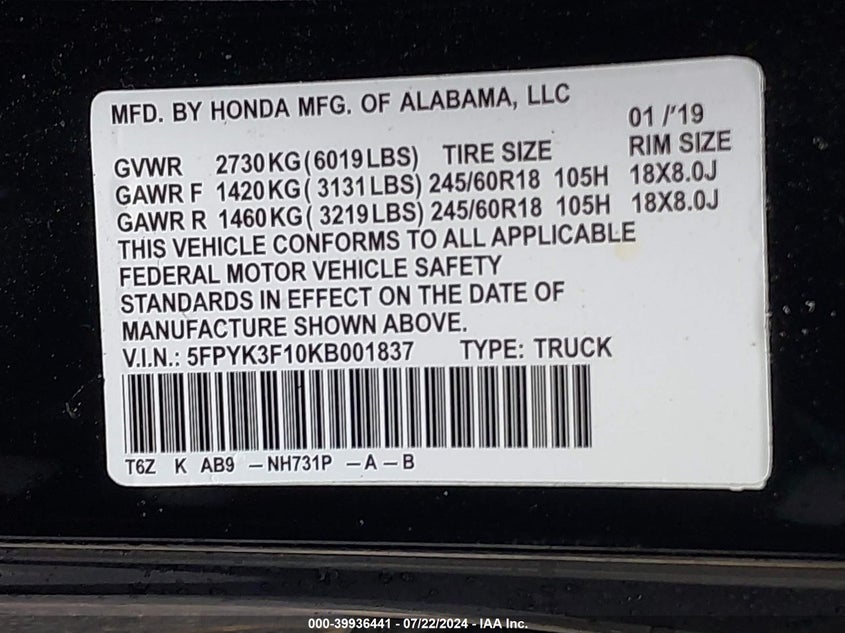 MFD. BY HONDA MFG. OF ALABAMA, LLC
01 /'19
GVWR 2730KG(6019LBS) TIRE SIZE RIM SIZE
GAWR F 1420KG( 3131LBS) 245/60R18 105H 18X8.0J
GAWR R 1460KG( 3219LBS) 245/60R18 105H 18X8.0J
THIS VEHICLE CONFORMS TO ALL APPLICABLE
FEDERAL MOTOR VEHICLE SAFETY
STANDARDS IN EFFECT ON THE DATE OF
MANUFACTURE SHOWN ABOVE.
V.I.N.: 5FPYK3F10KB001837 TYPE: TRUCK
T6Z K AB9 -NH731P -A-B
000-39936441 - 07/22/2024 - IAA Inc.